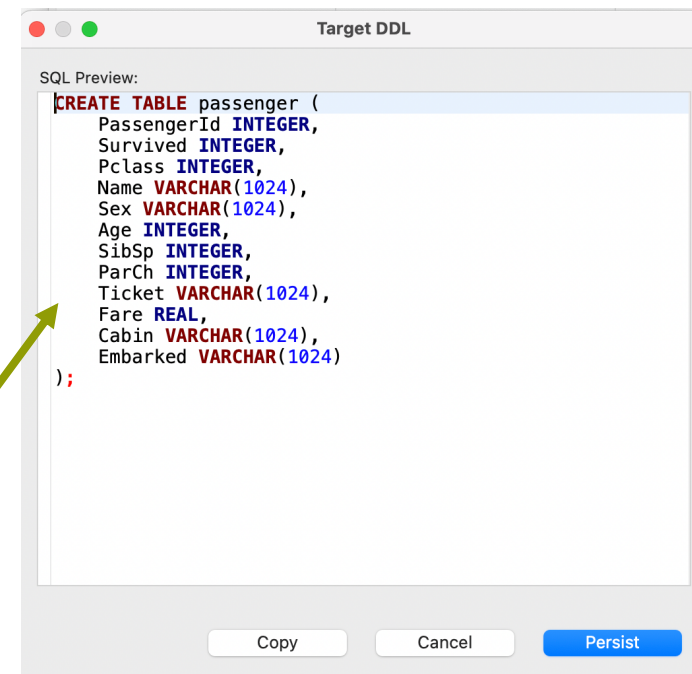 Target DDL
SQL Preview:
CREATE TABLE passenger (
    PassengerId INTEGER,
    Survived INTEGER,
    Pclass INTEGER,
    Name VARCHAR(1024),
    Sex VARCHAR(1024),
    Age INTEGER,
    SibSp INTEGER,
    ParCh INTEGER,
    Ticket VARCHAR(1024),
    Fare REAL,
    Cabin VARCHAR(1024),
    Embarked VARCHAR(1024)
);
Copy Cancel Persist